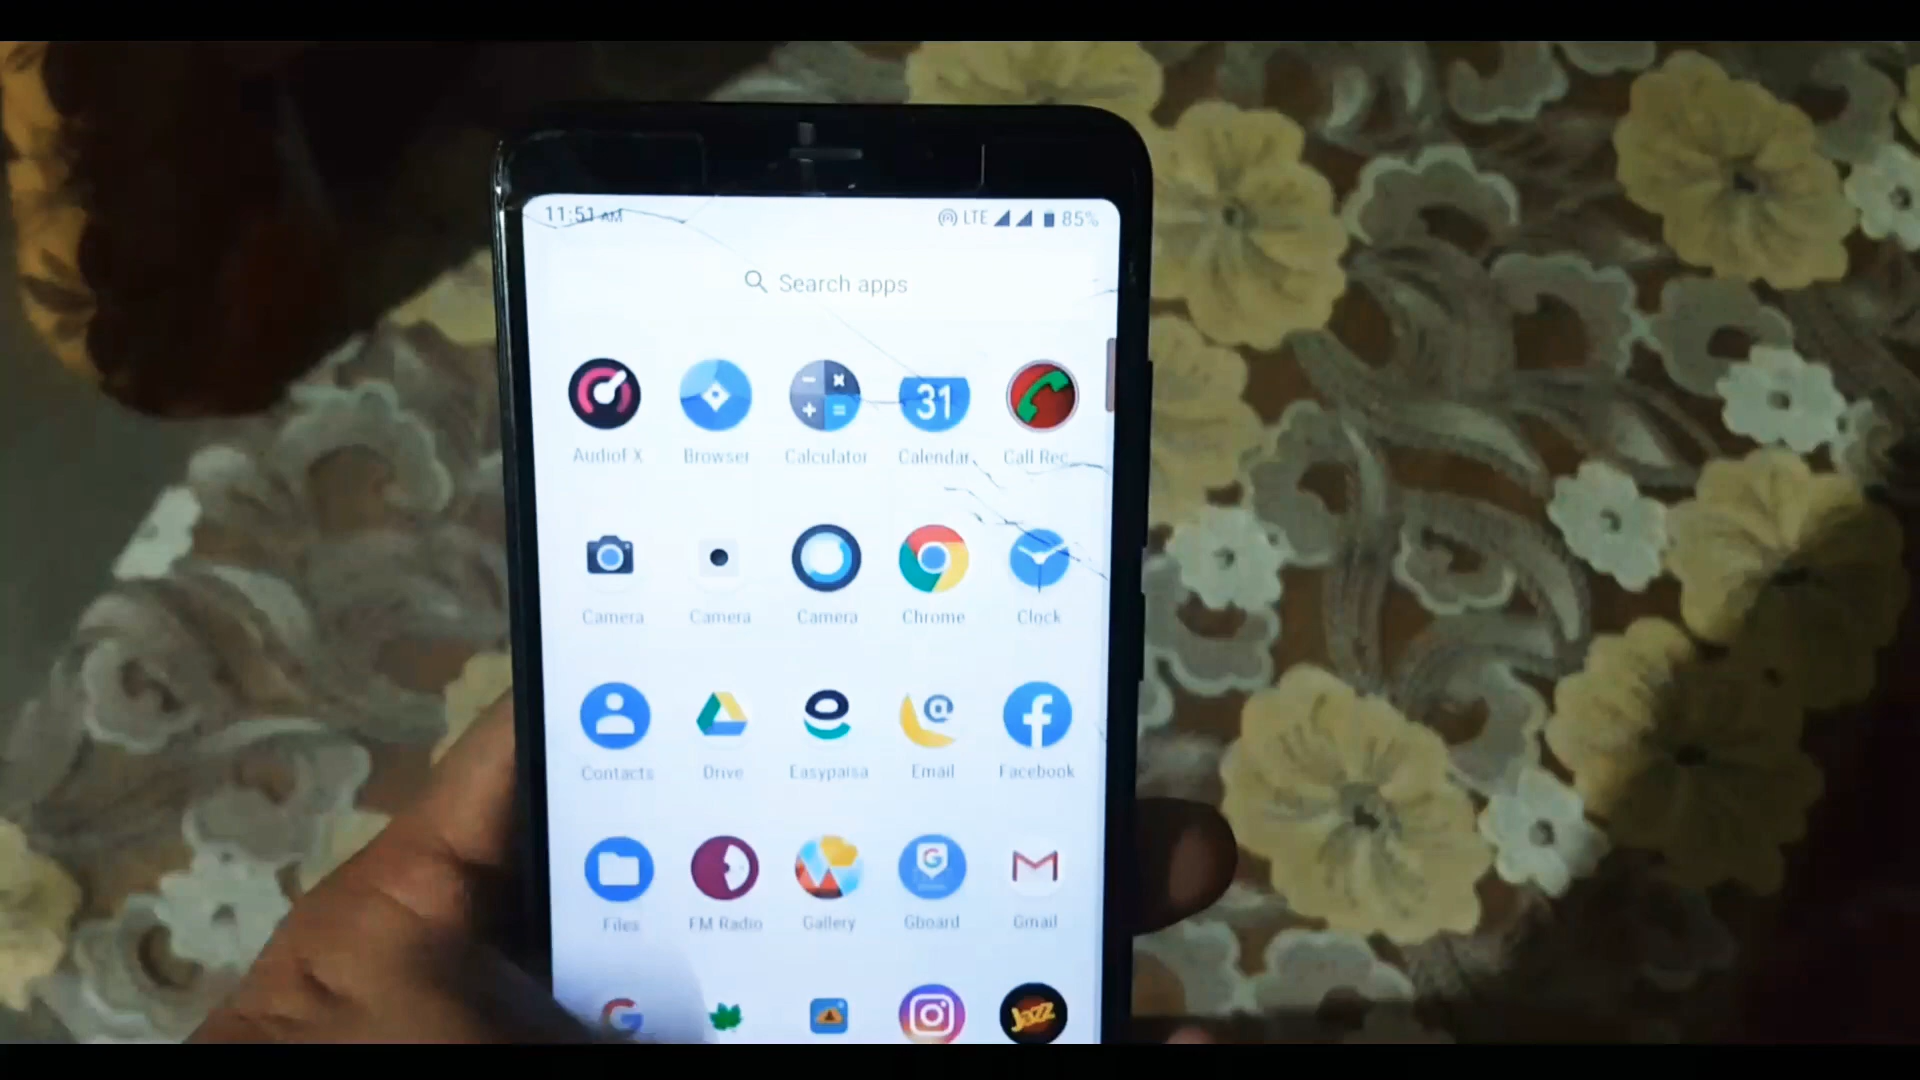 11:51 AM LTE 85%
Search apps
AudioFX Browser Calculator Calendar Call Rec
31
Camera Camera Camera Chrome Clock
Contacts Drive Easypaisa Email Facebook
Files FM Radio Gallery Gboard Gmail
Jazz